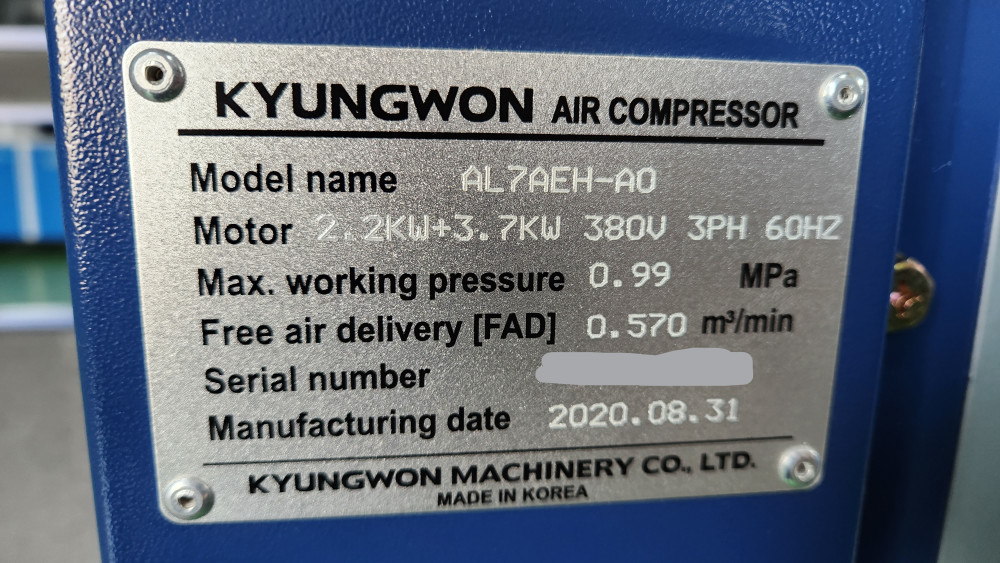 KYUNGWON AIR COMPRESSOR
Model name AL7AEH-A0
Motor 2.2KW+3.7KW 380V 3PH 60HZ
Max. working pressure 0.99 MPa
Free air delivery [FAD] 0.570 m³/min
Serial number
Manufacturing date 2020.08.31
KYUNGWON MACHINERY CO., LTD.
MADE IN KOREA